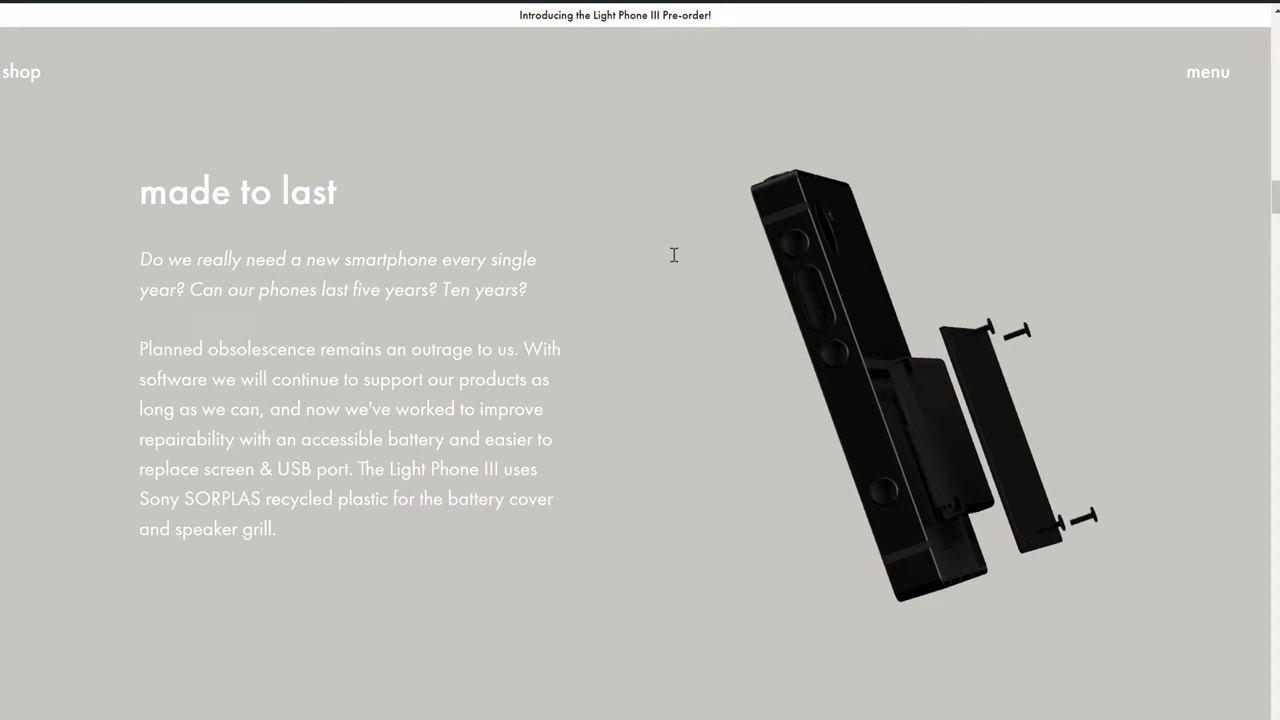 Introducing the Light Phone III Pre-order!
shop
menu
made to last
Do we really need a new smartphone every single
year? Can our phones last five years? Ten years?
Planned obsolescence remains an outrage to us. With
software we will continue to support our products as
long as we can, and now we've worked to improve
repairability with an accessible battery and easier to
replace screen & USB port. The Light Phone III uses
Sony SORPLAS recycled plastic for the battery cover
and speaker grill.